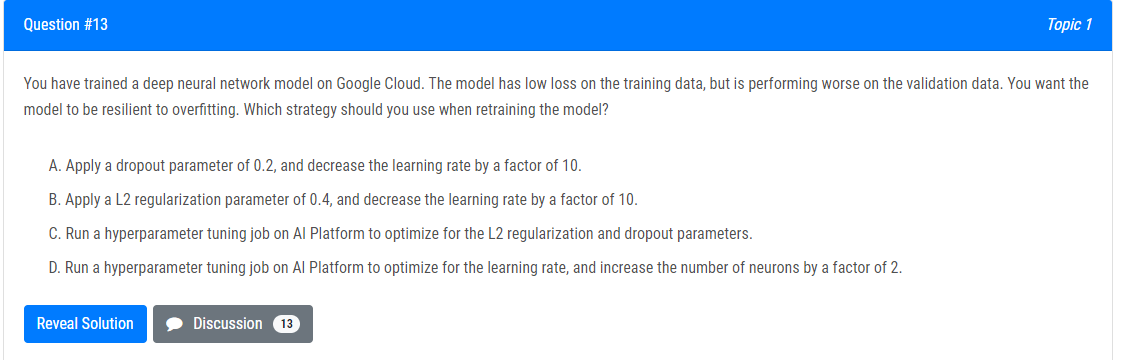 Question #13
Topic 1
You have trained a deep neural network model on Google Cloud. The model has low loss on the training data, but is performing worse on the validation data. You want the
model to be resilient to overfitting. Which strategy should you use when retraining the model?
A. Apply a dropout parameter of 0.2, and decrease the learning rate by a factor of 10.
B. Apply a L2 regularization parameter of 0.4, and decrease the learning rate by a factor of 10.
C. Run a hyperparameter tuning job on AI Platform to optimize for the L2 regularization and dropout parameters.
D. Run a hyperparameter tuning job on AI Platform to optimize for the learning rate, and increase the number of neurons by a factor of 2.
Reveal Solution
Discussion 13